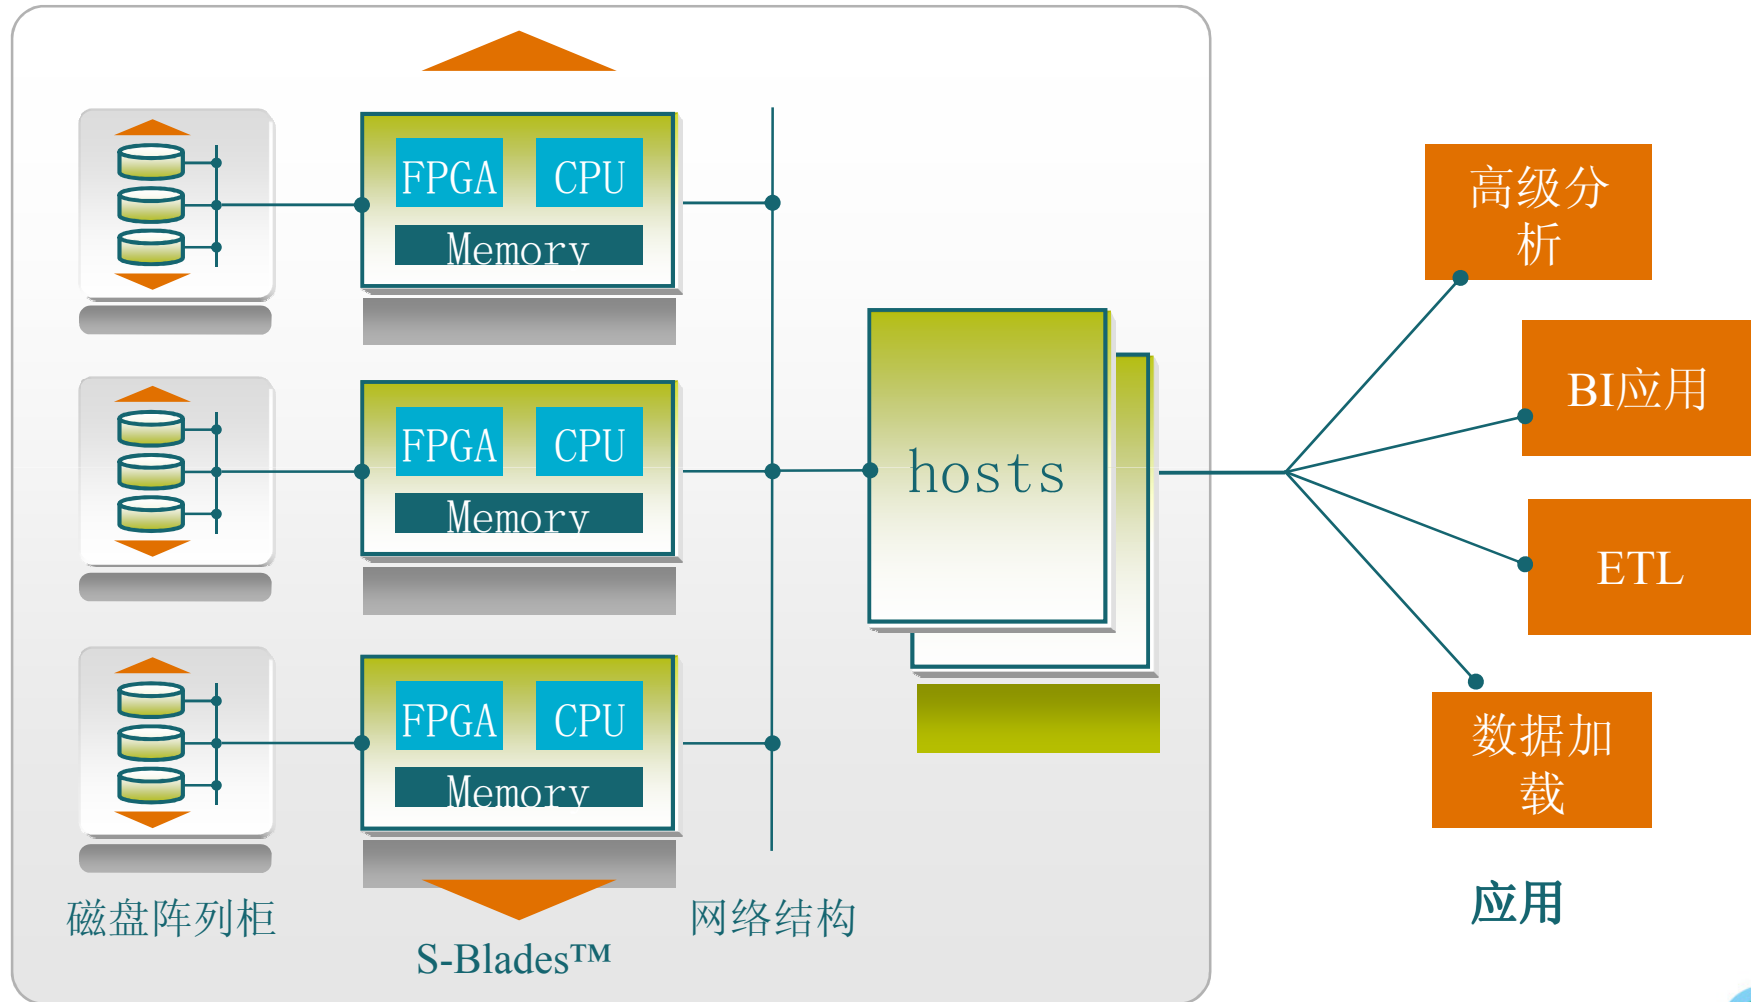 FPGA CPU
Memory
FPGA CPU
Memory
FPGA CPU
Memory
hosts
磁盘阵列柜
S-Blades™
网络结构
高级分
析
BI应用
ETL
数据加
载
应用